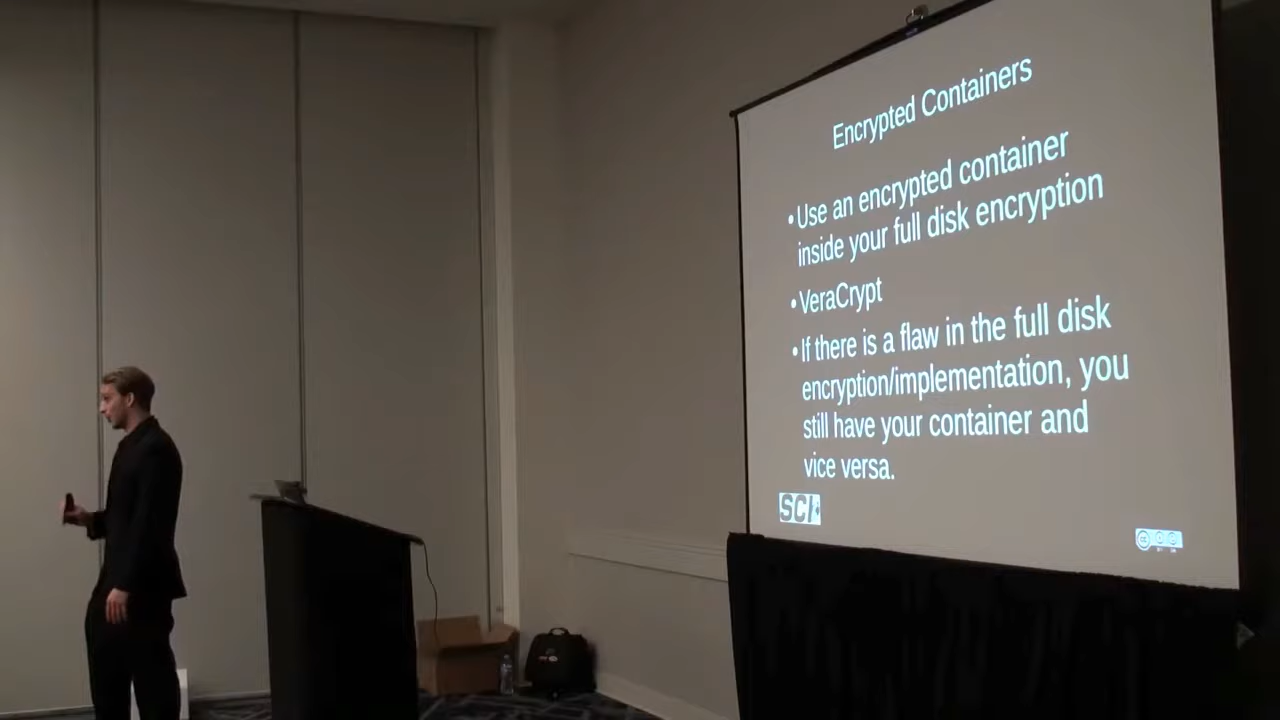 Encrypted Containers
•Use an encrypted container
inside your full disk encryption
•VeraCrypt
•If there is a flaw in the full disk
encryption/implementation, you
still have your container and
vice versa.
SCI
cc